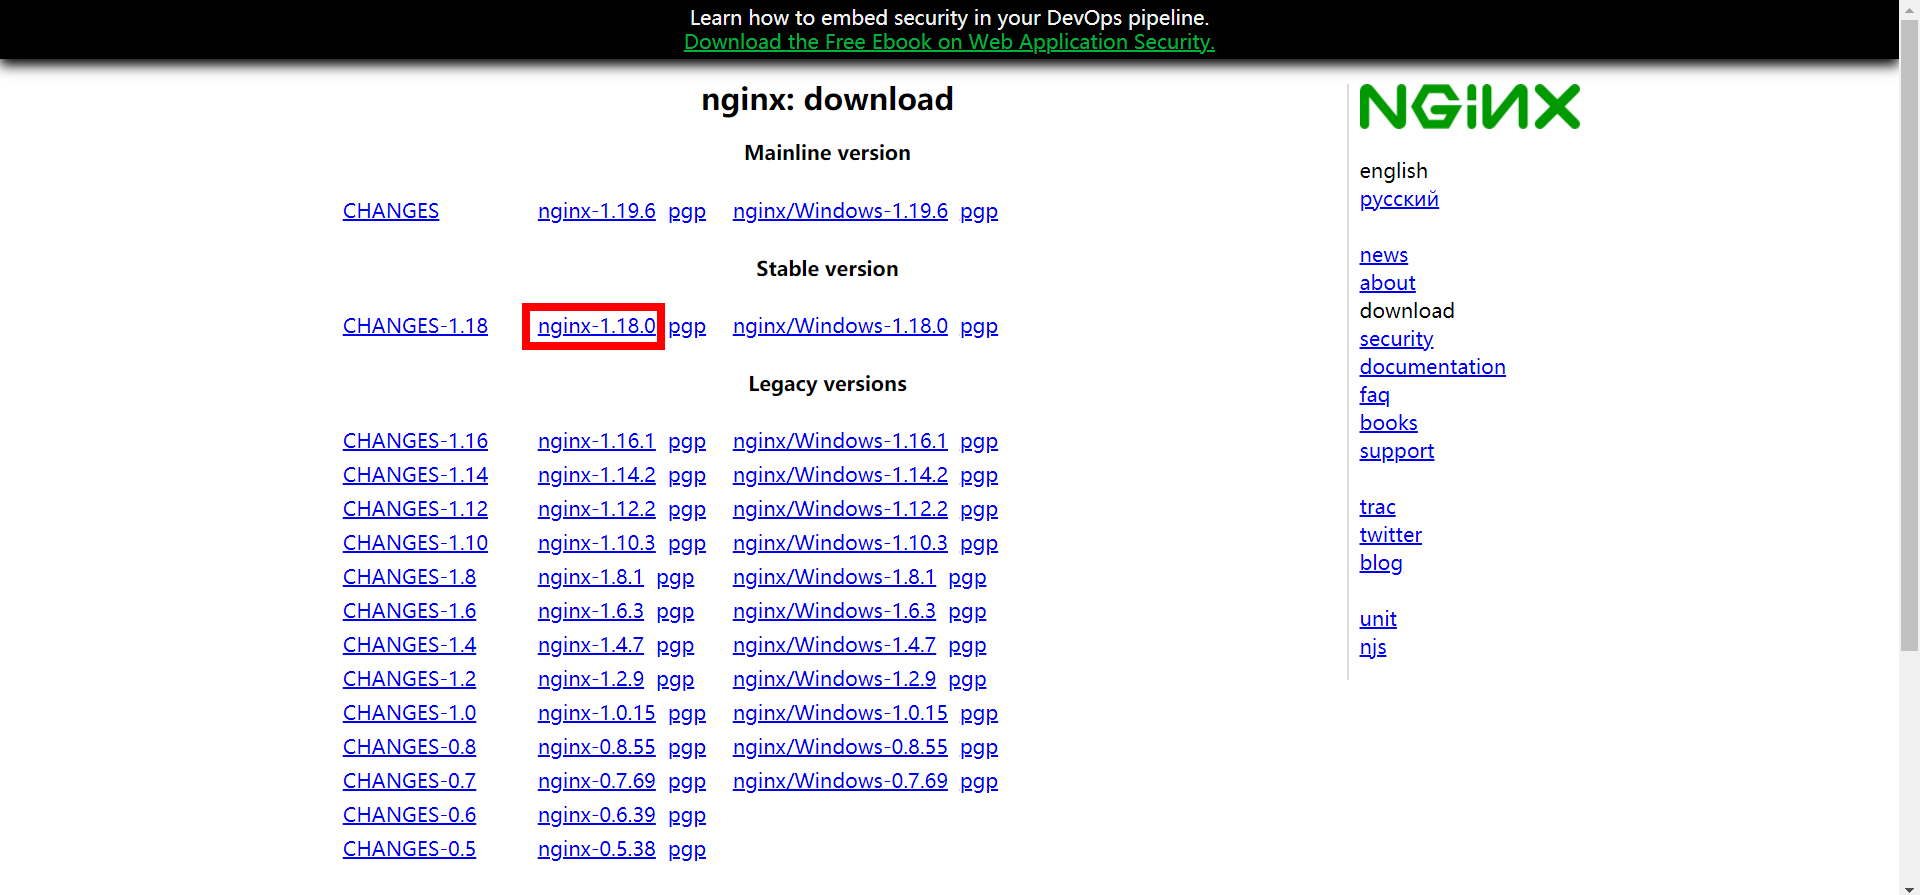 Learn how to embed security in your DevOps pipeline.
Download the Free Ebook on Web Application Security.
nginx: download
Mainline version
CHANGES nginx-1.19.6 pgp nginx/Windows-1.19.6 pgp
Stable version
CHANGES-1.18 nginx-1.18.0 pgp nginx/Windows-1.18.0 pgp
Legacy versions
CHANGES-1.16 nginx-1.16.1 pgp nginx/Windows-1.16.1 pgp
CHANGES-1.14 nginx-1.14.2 pgp nginx/Windows-1.14.2 pgp
CHANGES-1.12 nginx-1.12.2 pgp nginx/Windows-1.12.2 pgp
CHANGES-1.10 nginx-1.10.3 pgp nginx/Windows-1.10.3 pgp
CHANGES-1.8 nginx-1.8.1 pgp nginx/Windows-1.8.1 pgp
CHANGES-1.6 nginx-1.6.3 pgp nginx/Windows-1.6.3 pgp
CHANGES-1.4 nginx-1.4.7 pgp nginx/Windows-1.4.7 pgp
CHANGES-1.2 nginx-1.2.9 pgp nginx/Windows-1.2.9 pgp
CHANGES-1.0 nginx-1.0.15 pgp nginx/Windows-1.0.15 pgp
CHANGES-0.8 nginx-0.8.55 pgp nginx/Windows-0.8.55 pgp
CHANGES-0.7 nginx-0.7.69 pgp nginx/Windows-0.7.69 pgp
CHANGES-0.6 nginx-0.6.39 pgp
CHANGES-0.5 nginx-0.5.38 pgp
NGINX
english
русский
news
about
download
security
documentation
faq
books
support
trac
twitter
blog
unit
njs